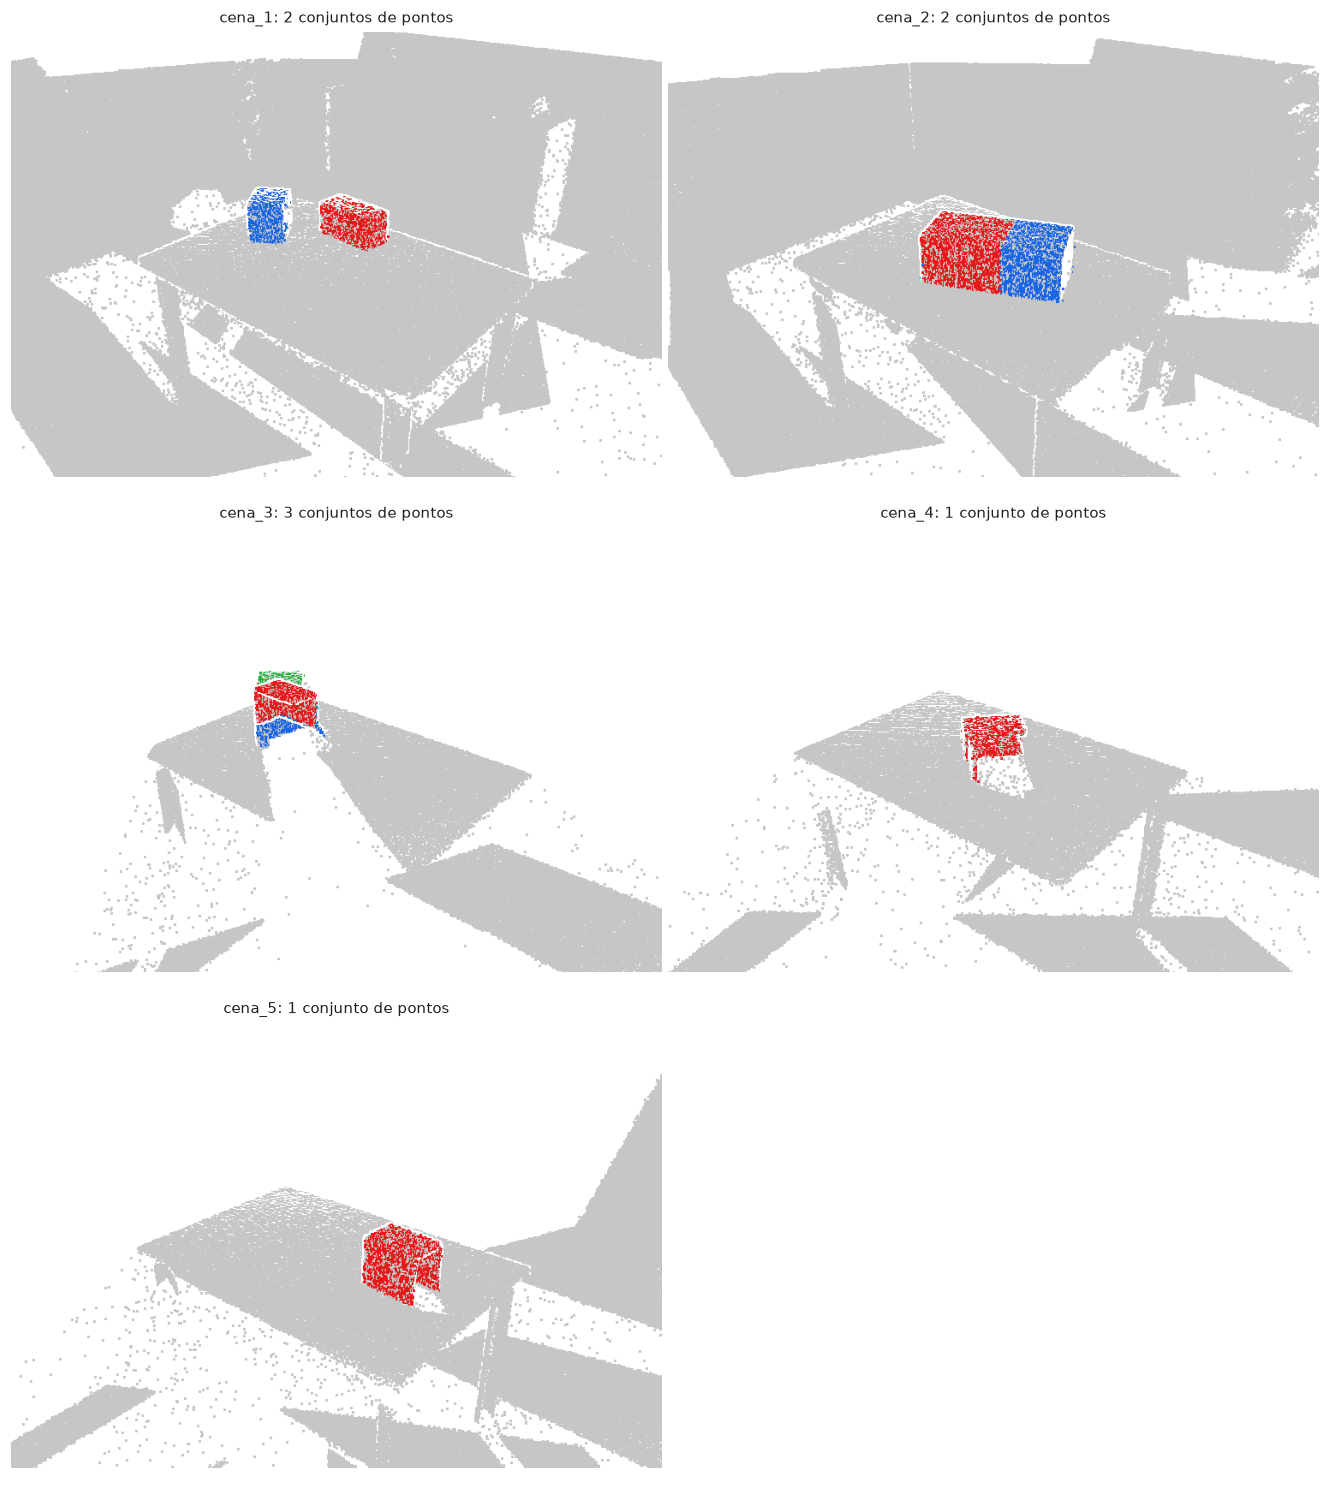 cena_1: 2 conjuntos de pontos
cena_2: 2 conjuntos de pontos
cena_3: 3 conjuntos de pontos
cena_4: 1 conjunto de pontos
cena_5: 1 conjunto de pontos